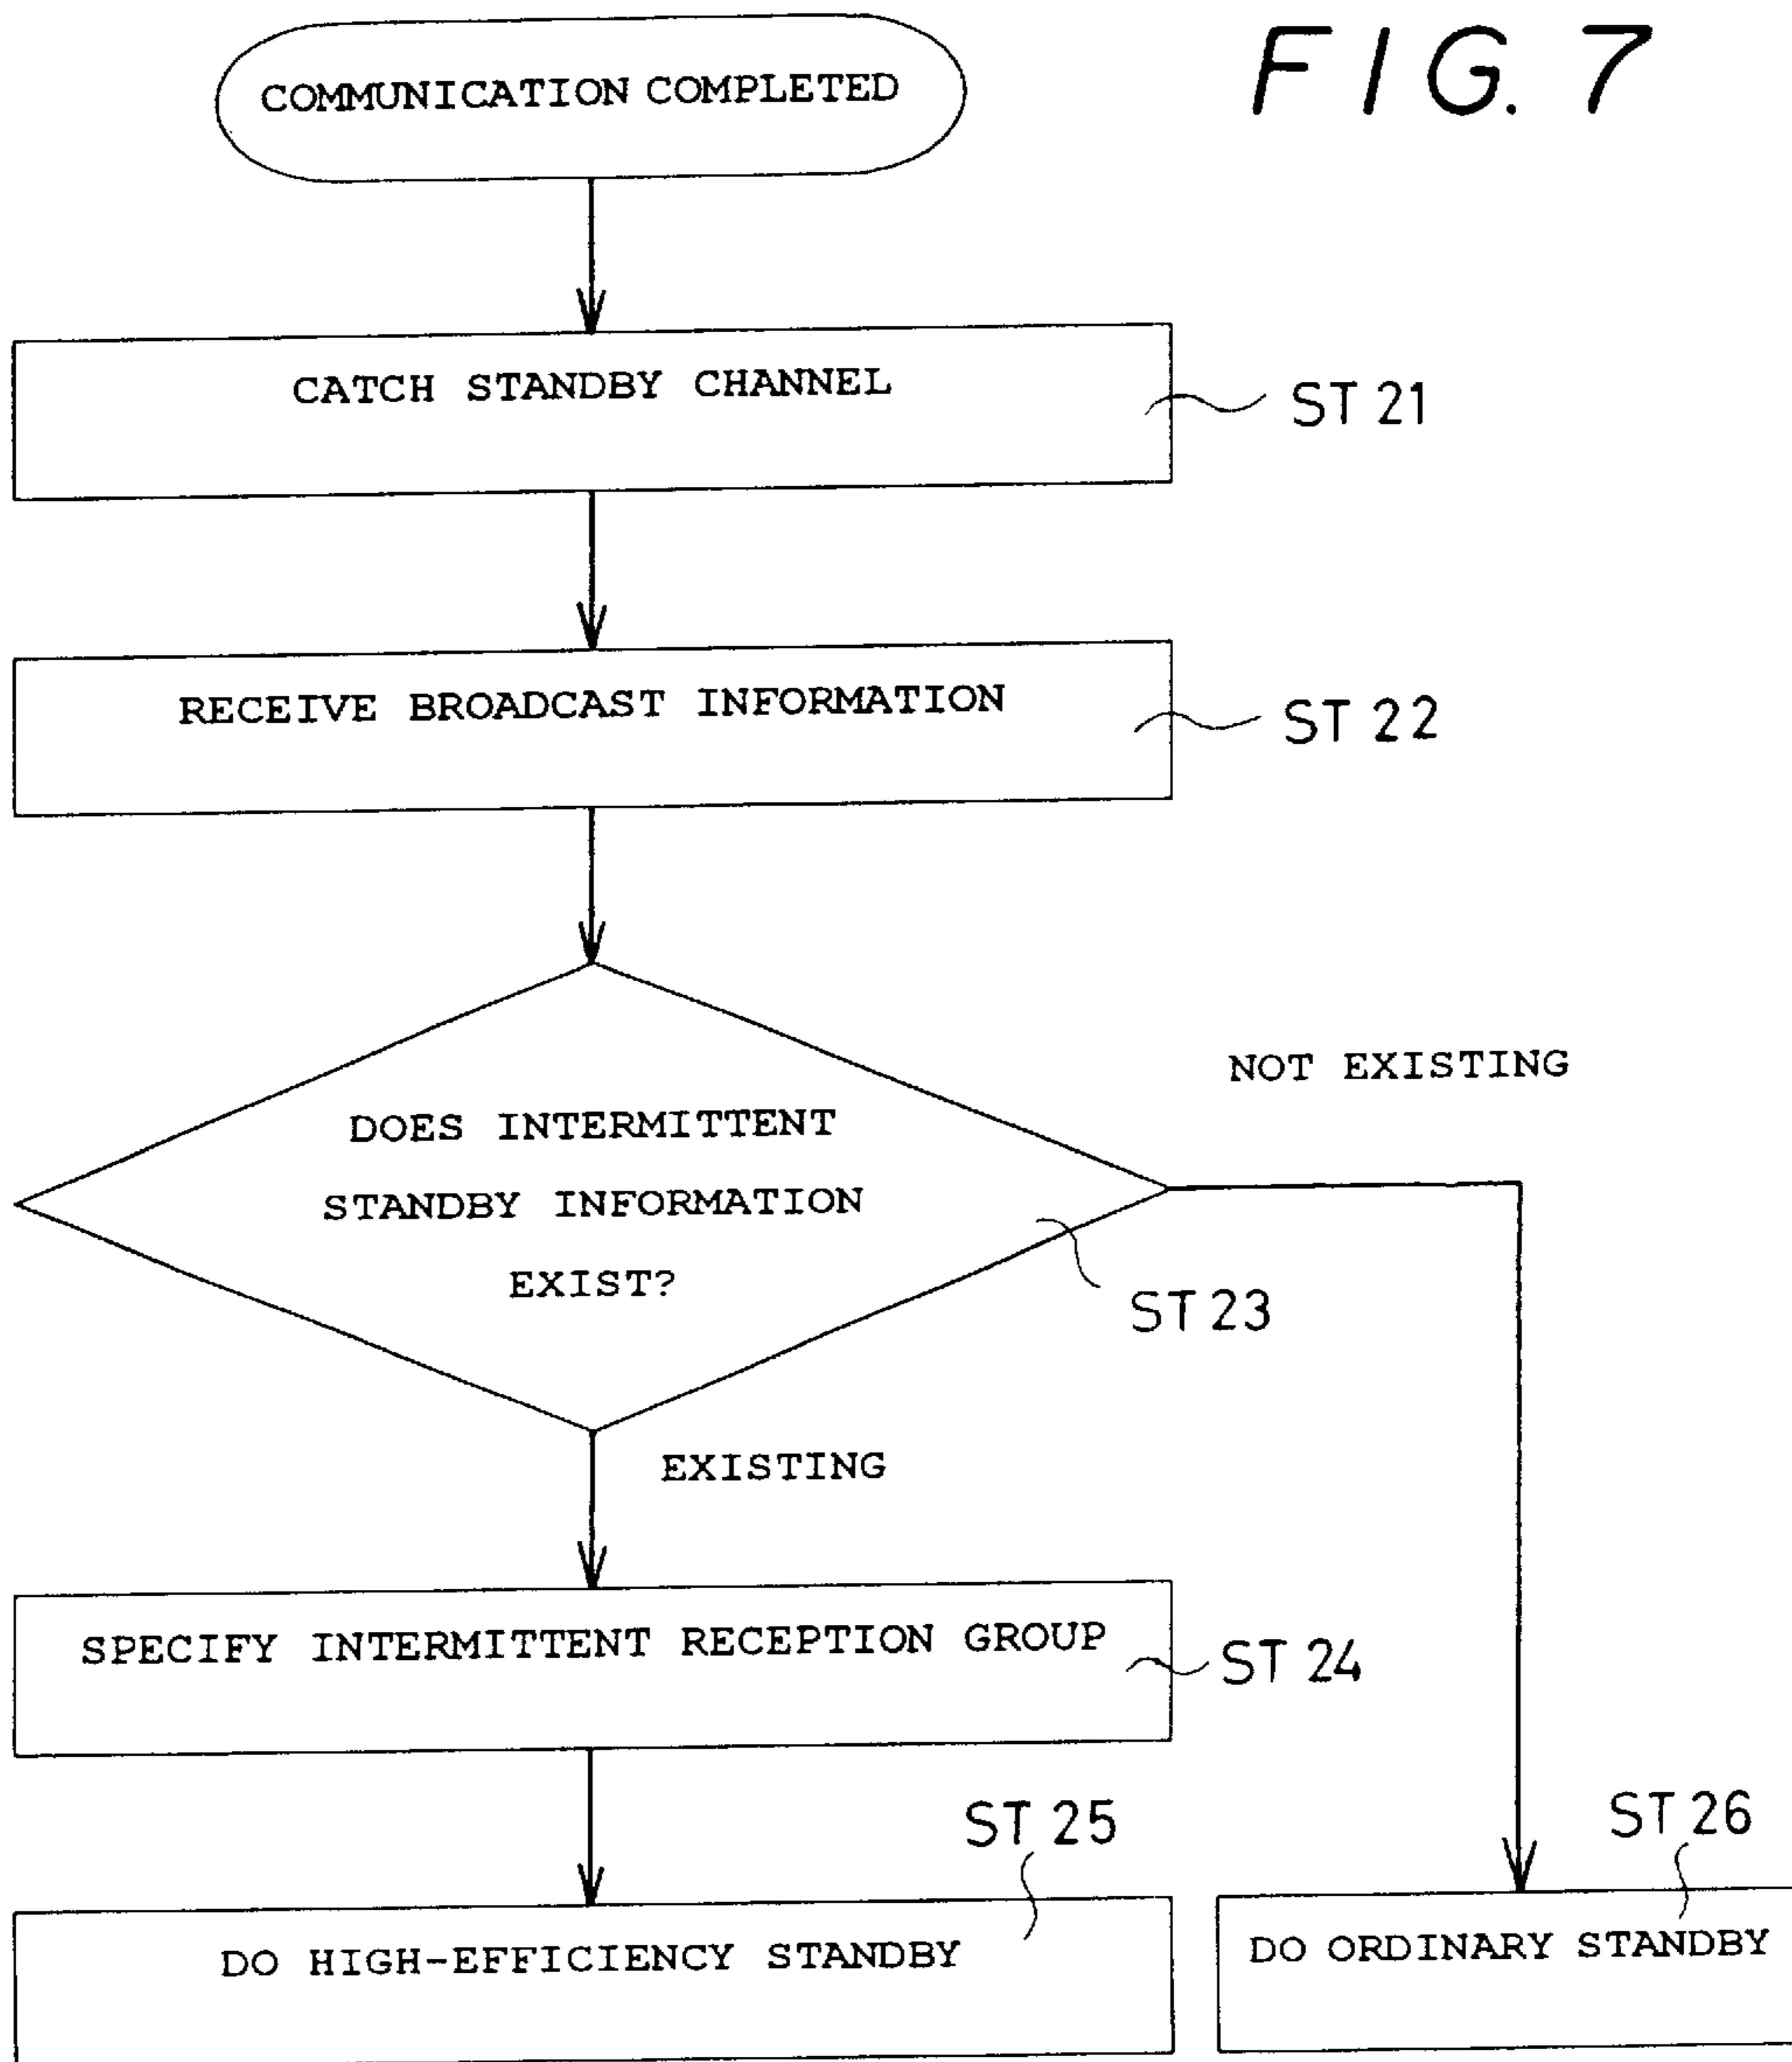 FIG. 7
COMMUNICATION COMPLETED
CATCH STANDBY CHANNEL
ST 21
RECEIVE BROADCAST INFORMATION
ST 22
NOT EXISTING
DOES INTERMITTENT
STANDBY INFORMATION
EXIST?
ST 23
EXISTING
SPECIFY INTERMITTENT RECEPTION GROUP
ST 24
ST 25
ST 26
DO HIGH-EFFICIENCY STANDBY
DO ORDINARY STANDBY